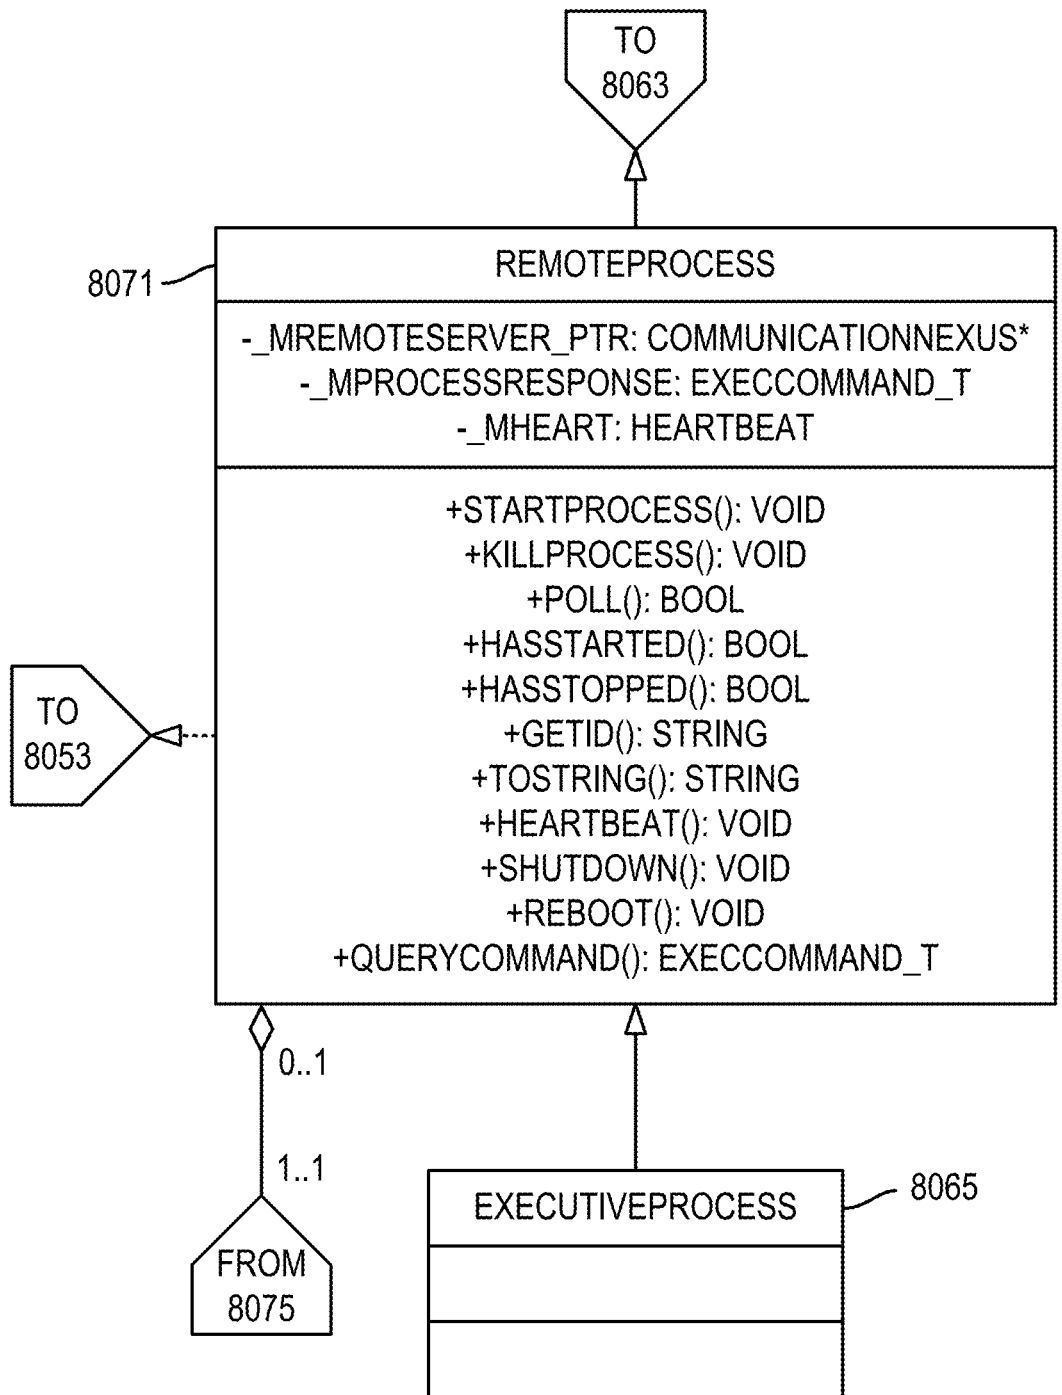 TO
8063
8071
REMOTEPROCESS
-_MREMOTESERVER_PTR: COMMUNICATIONNEXUS*
-_MPROCESSRESPONSE: EXECCOMMAND_T
-_MHEART: HEARTBEAT
+STARTPROCESS(): VOID
+KILLPROCESS(): VOID
+POLL(): BOOL
+HASSTARTED(): BOOL
+HASSTOPPED(): BOOL
+GETID(): STRING
+TOSTRING(): STRING
+HEARTBEAT(): VOID
+SHUTDOWN(): VOID
+REBOOT(): VOID
+QUERYCOMMAND(): EXECCOMMAND_T
TO
8053
0..1
1..1
FROM
8075
EXECUTIVEPROCESS
8065